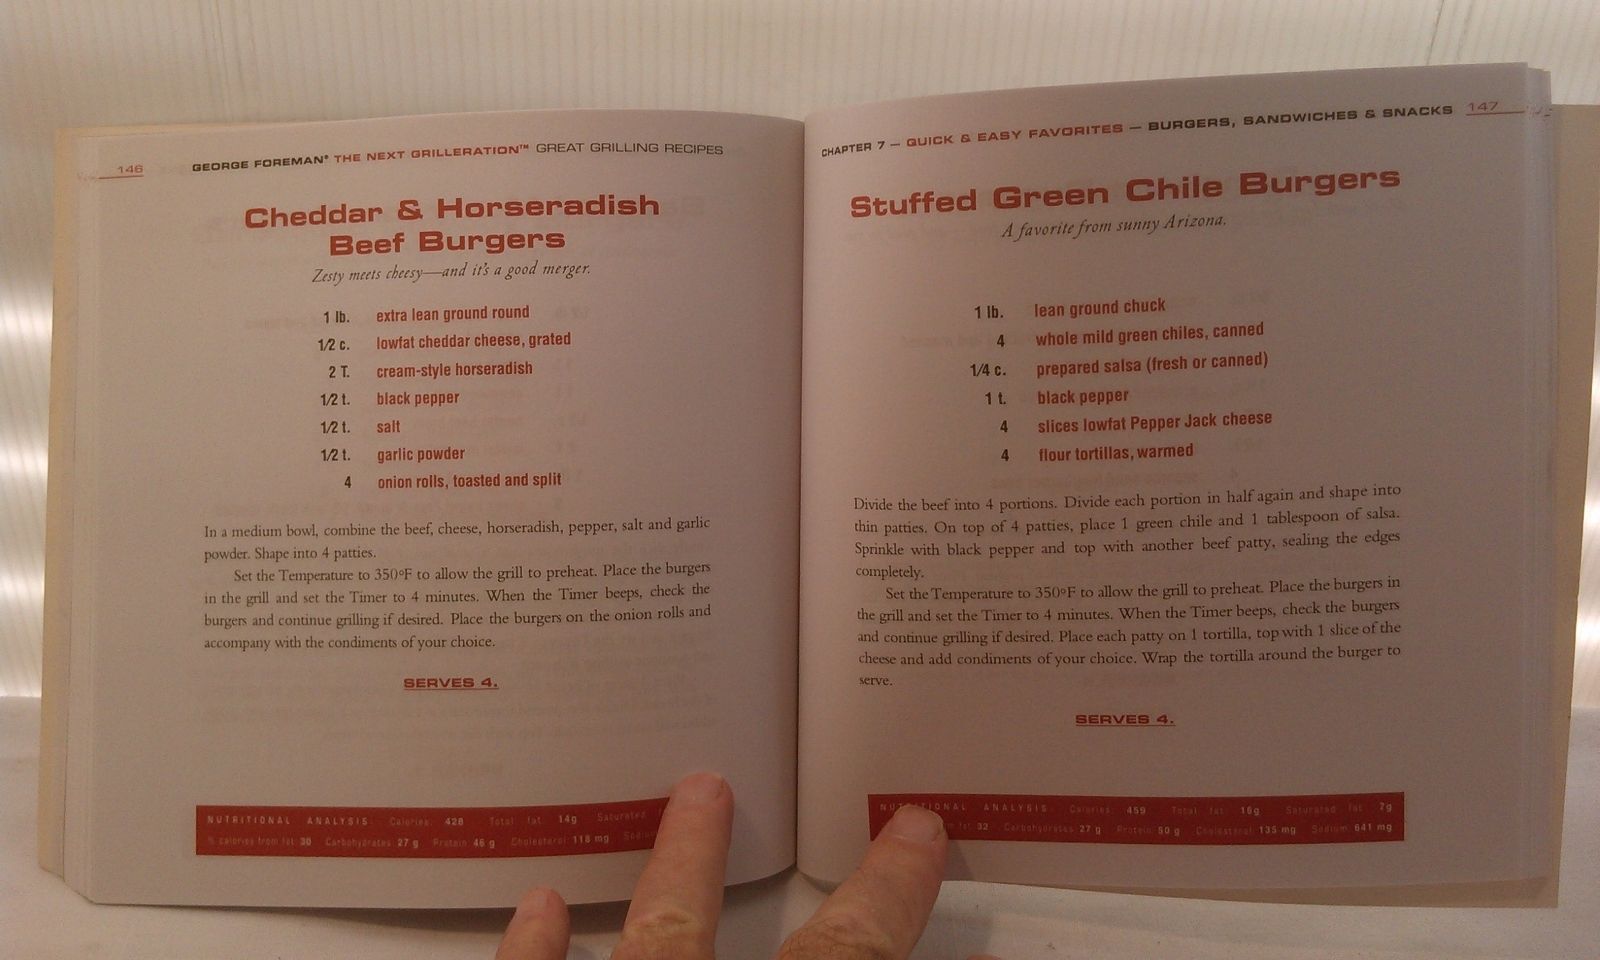 146
GEORGE FOREMAN® THE NEXT GRILLERATION™ GREAT GRILLING RECIPES
Cheddar & Horseradish
Beef Burgers
Zesty meets cheesy—and it's a good merger.
1 lb. extra lean ground round
1/2 c. lowfat cheddar cheese, grated
2 T. cream-style horseradish
1/2 t. black pepper
1/2 t. salt
1/2 t. garlic powder
4 onion rolls, toasted and split
In a medium bowl, combine the beef, cheese, horseradish, pepper, salt and garlic
powder. Shape into 4 patties.
Set the Temperature to 350°F to allow the grill to preheat. Place the burgers
in the grill and set the Timer to 4 minutes. When the Timer beeps, check the
burgers and continue grilling if desired. Place the burgers on the onion rolls and
accompany with the condiments of your choice.
SERVES 4.
NUTRITIONAL ANALYSIS: Calories: 428 Total fat: 14g Saturated
% calories from fat: 30 Carbohydrates: 27 g Protein: 46 g Cholesterol: 118 mg
CHAPTER 7 — QUICK & EASY FAVORITES — BURGERS, SANDWICHES & SNACKS 147
Stuffed Green Chile Burgers
A favorite from sunny Arizona.
1 lb. lean ground chuck
4 whole mild green chiles, canned
1/4 c. prepared salsa (fresh or canned)
1 t. black pepper
4 slices lowfat Pepper Jack cheese
4 flour tortillas, warmed
Divide the beef into 4 portions. Divide each portion in half again and shape into
thin patties. On top of 4 patties, place 1 green chile and 1 tablespoon of salsa.
Sprinkle with black pepper and top with another beef patty, sealing the edges
completely.
Set the Temperature to 350°F to allow the grill to preheat. Place the burgers in
the grill and set the Timer to 4 minutes. When the Timer beeps, check the burgers
and continue grilling if desired. Place each patty on 1 tortilla, top with 1 slice of the
cheese and add condiments of your choice. Wrap the tortilla around the burger to
serve.
SERVES 4.
NUTRITIONAL ANALYSIS: Calories: 459 Total fat: 16g Saturated fat: 7g
fat: 32 Carbohydrates: 27 g Protein: 50 g Cholesterol: 135 mg Sodium: 641 mg